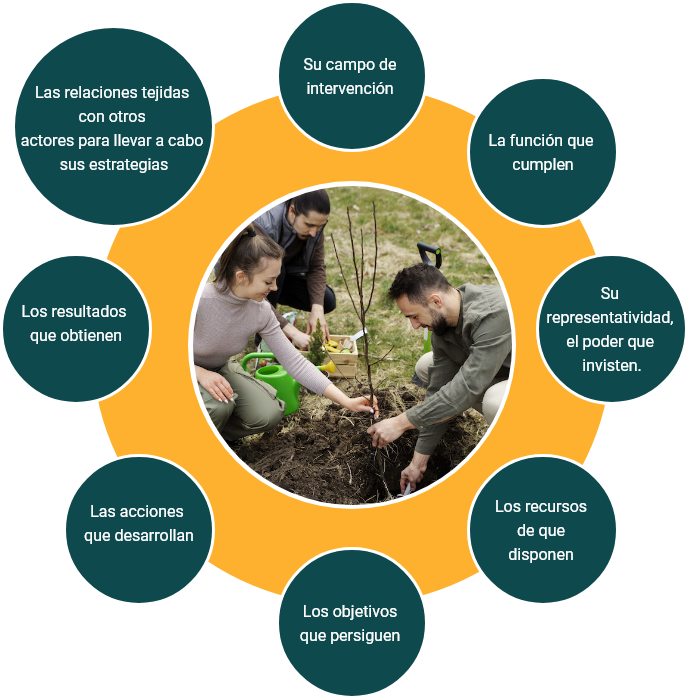 Su campo de
intervención
La función que
cumplen
Su
representatividad,
el poder que
invisten.
Los recursos
de que
disponen
Los objetivos
que persiguen
Las acciones
que desarrollan
Los resultados
que obtienen
Las relaciones tejidas
con otros
actores para llevar a cabo
sus estrategias